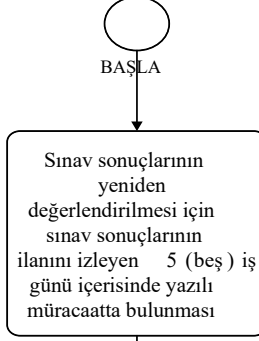 BAŞLA
Sınav sonuçlarının
yeniden
değerlendirilmesi için
sınav sonuçlarının
ilanını izleyen 5 (beş ) iş
günü içerisinde yazılı
müracaatta bulunması